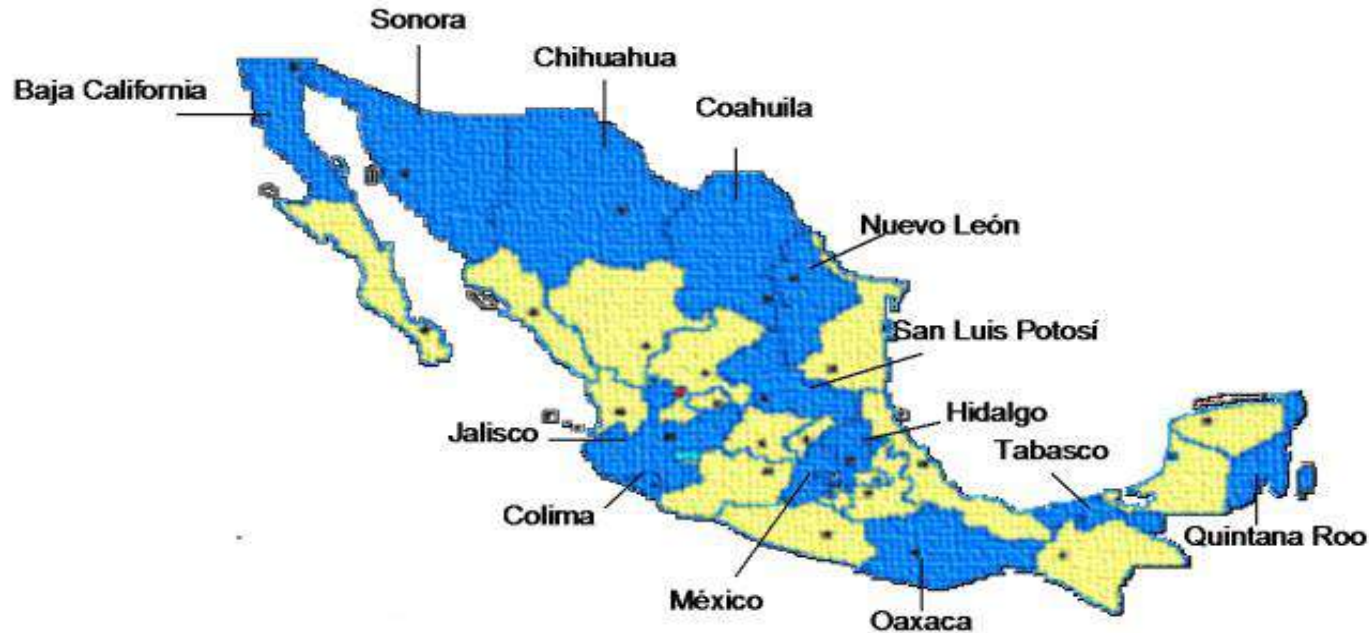 Sonora
Chihuahua
Baja California
Coahuila
Nuevo León
San Luis Potosí
Jalisco
Hidalgo
Tabasco
Colima
Quintana Roo
México
Oaxaca